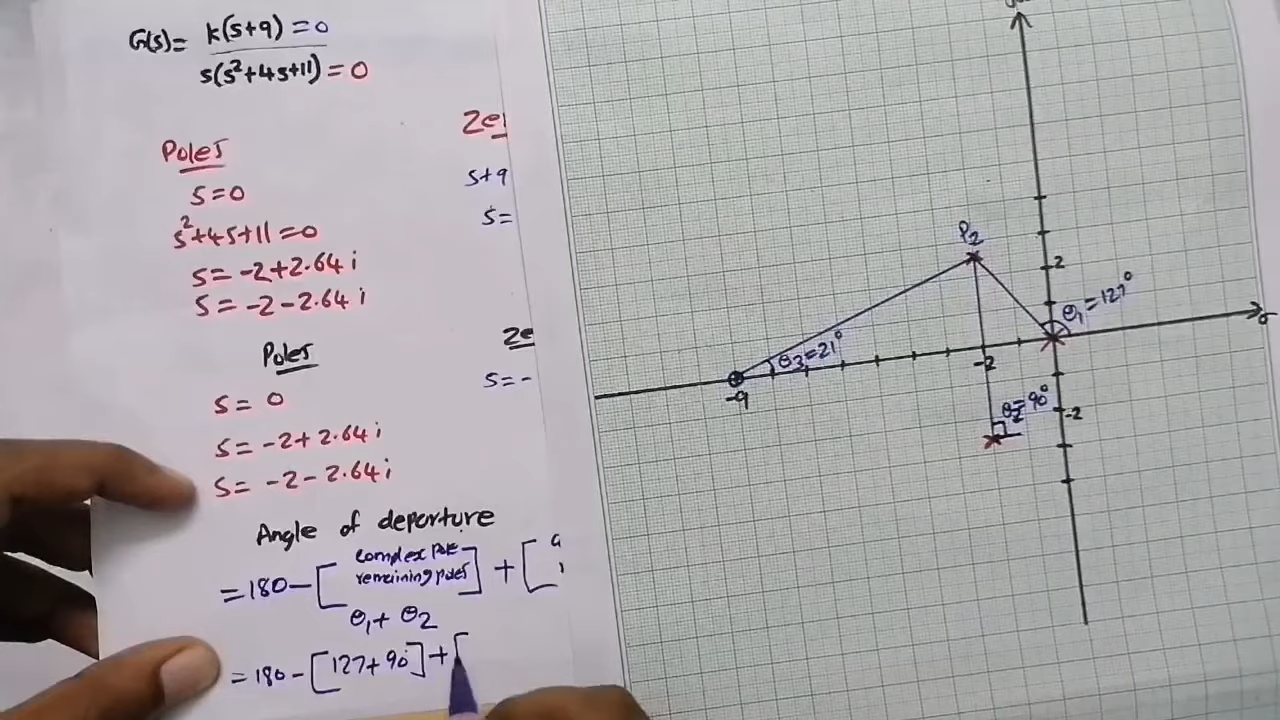 G(s)= k(s+9) = 0
s(s²+4s+11) = 0
Poles
s=0
s²+4s+11=0
s= -2+2.64i
s= -2-2.64i
s+9
s=
Poles
s= 0
s= -2+2.64i
s= -2-2.64i
s= -
Angle of deporture
=180-[complex pole
remaining poles] + [
θ₁+ θ₂
=180-[127+90°]+[
P₂
2
θ₁=127°
σ
θ₃=21°
-9
-2
θ₂=90°
-2